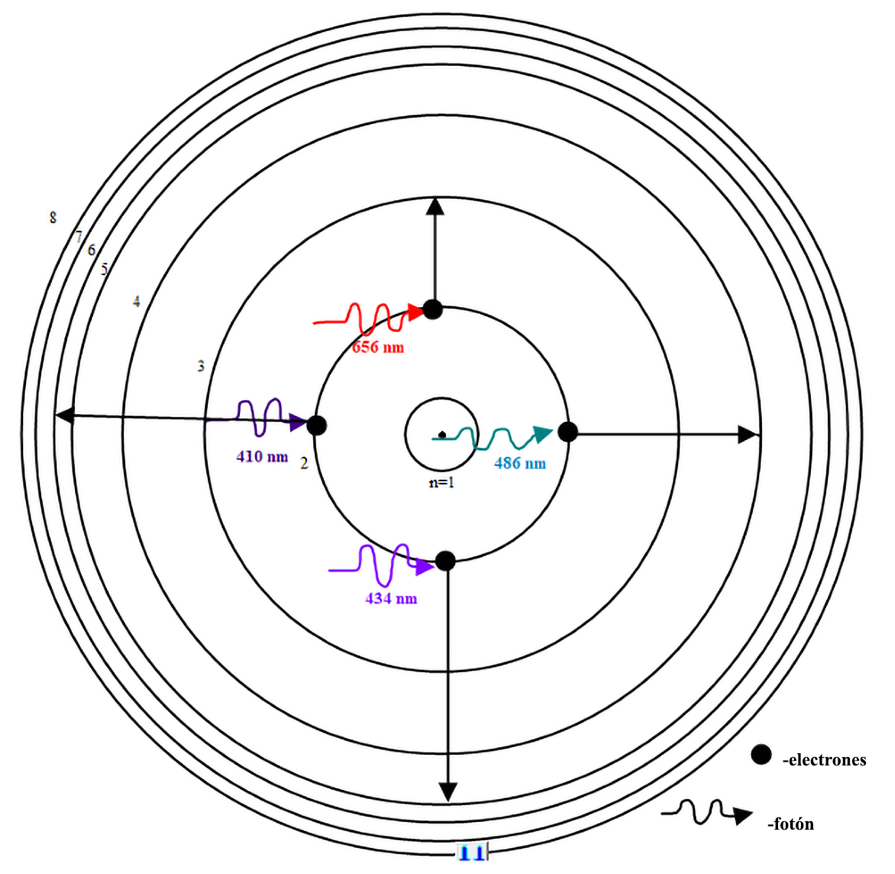 8
7
6
5
4
3
656 nm
410 nm
2
486 nm
n=1
434 nm
-electrones
-fotón
11